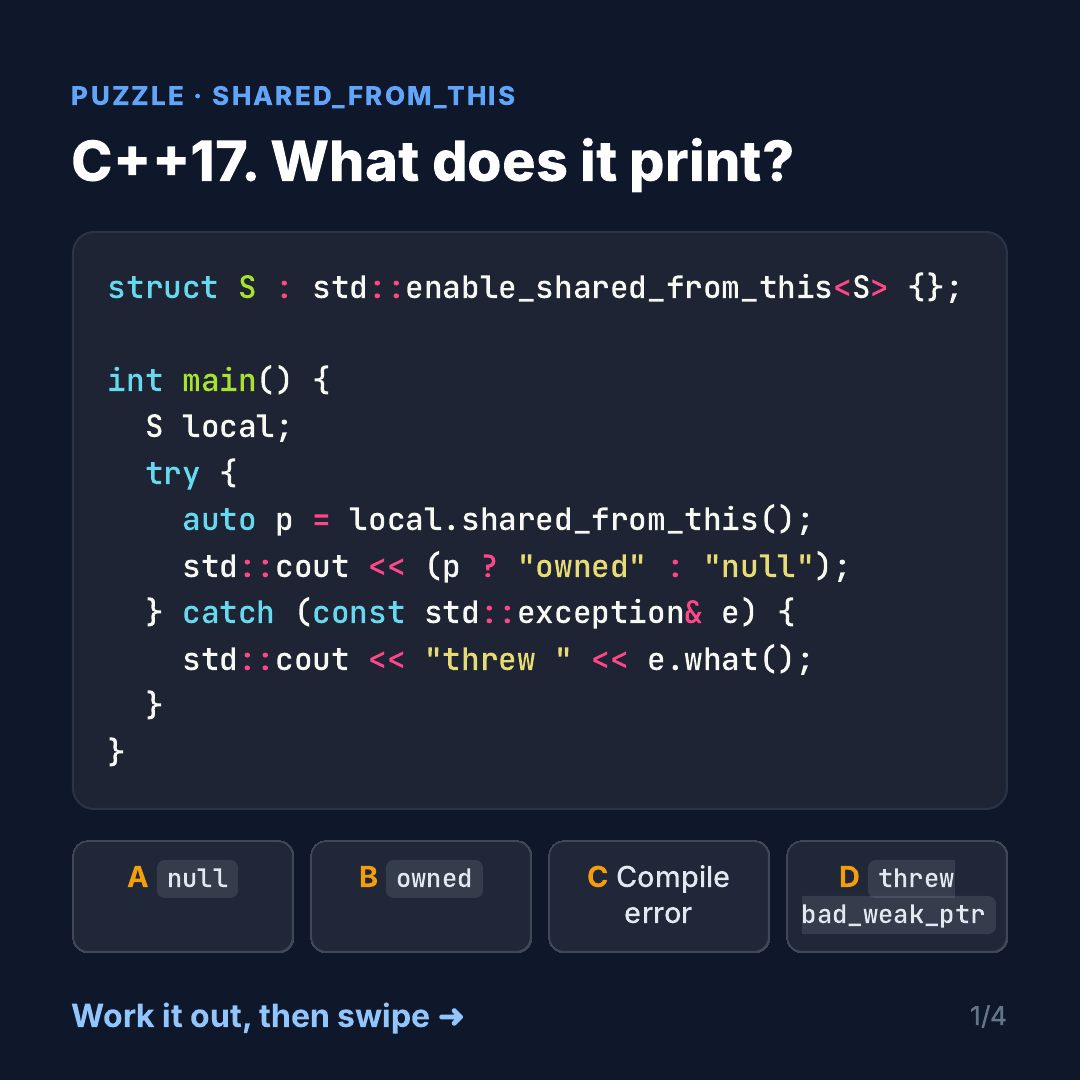 PUZZLE · SHARED_FROM_THIS
C++17. What does it print?
struct S : std::enable_shared_from_this<S> {};
int main() {
  S local;
  try {
    auto p = local.shared_from_this();
    std::cout << (p ? "owned" : "null");
  } catch (const std::exception& e) {
    std::cout << "threw " << e.what();
  }
}
A null
B owned
C Compile
error
D threw
bad_weak_ptr
Work it out, then swipe ➜
1/4